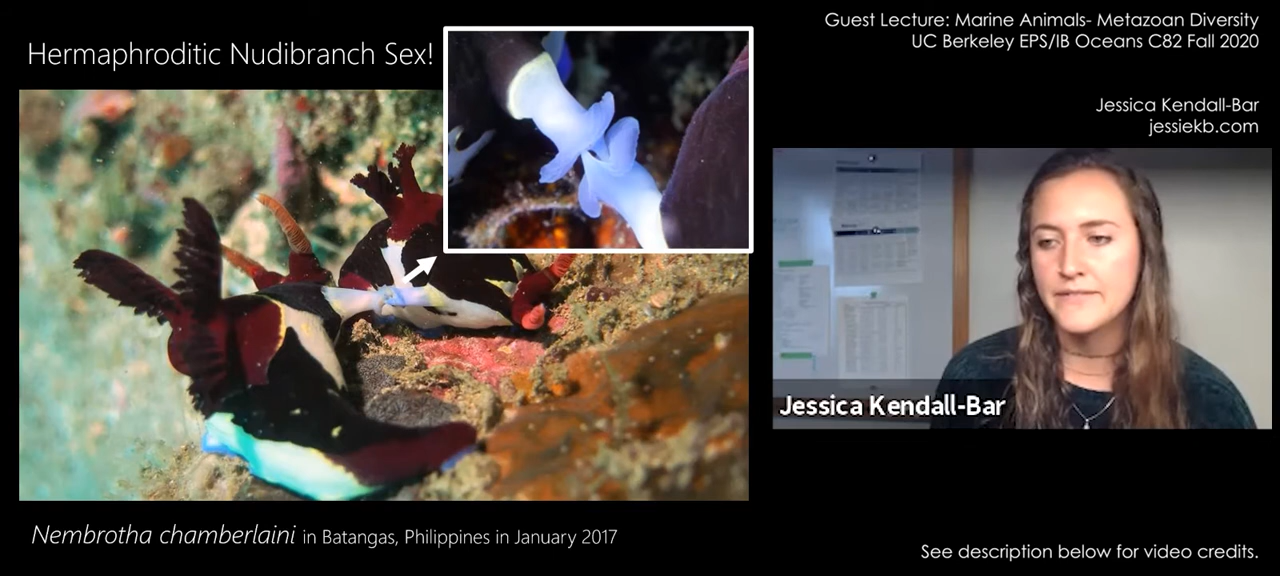 Hermaphroditic Nudibranch Sex!
Guest Lecture: Marine Animals- Metazoan Diversity
UC Berkeley EPS/IB Oceans C82 Fall 2020
Jessica Kendall-Bar
jessiekb.com
Jessica Kendall-Bar
Nembrotha chamberlaini in Batangas, Philippines in January 2017
See description below for video credits.